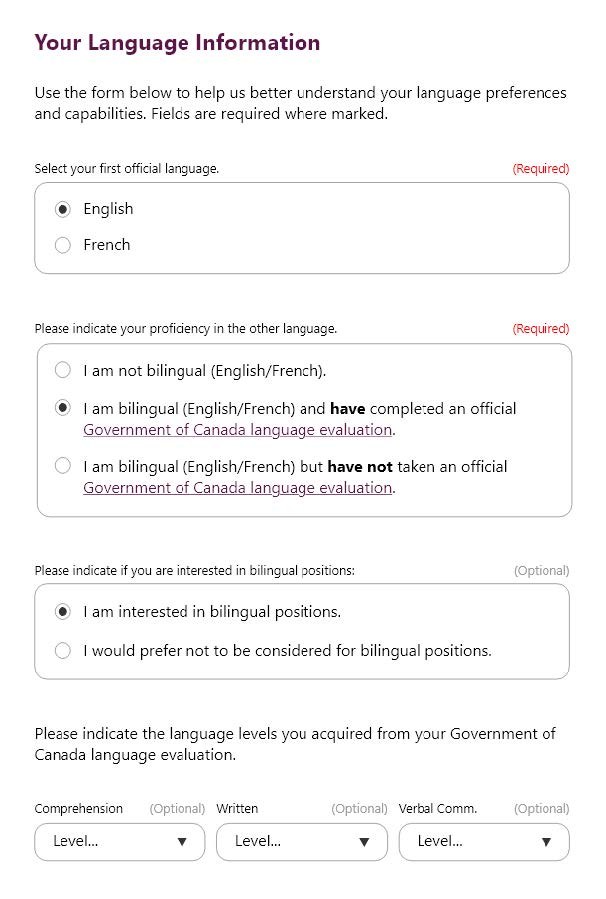 Your Language Information
Use the form below to help us better understand your language preferences
and capabilities. Fields are required where marked.
Select your first official language. (Required)
English
French
Please indicate your proficiency in the other language. (Required)
I am not bilingual (English/French).
I am bilingual (English/French) and have completed an official
Government of Canada language evaluation.
I am bilingual (English/French) but have not taken an official
Government of Canada language evaluation.
Please indicate if you are interested in bilingual positions: (Optional)
I am interested in bilingual positions.
I would prefer not to be considered for bilingual positions.
Please indicate the language levels you acquired from your Government of
Canada language evaluation.
Comprehension (Optional) Written (Optional) Verbal Comm. (Optional)
Level... Level... Level...